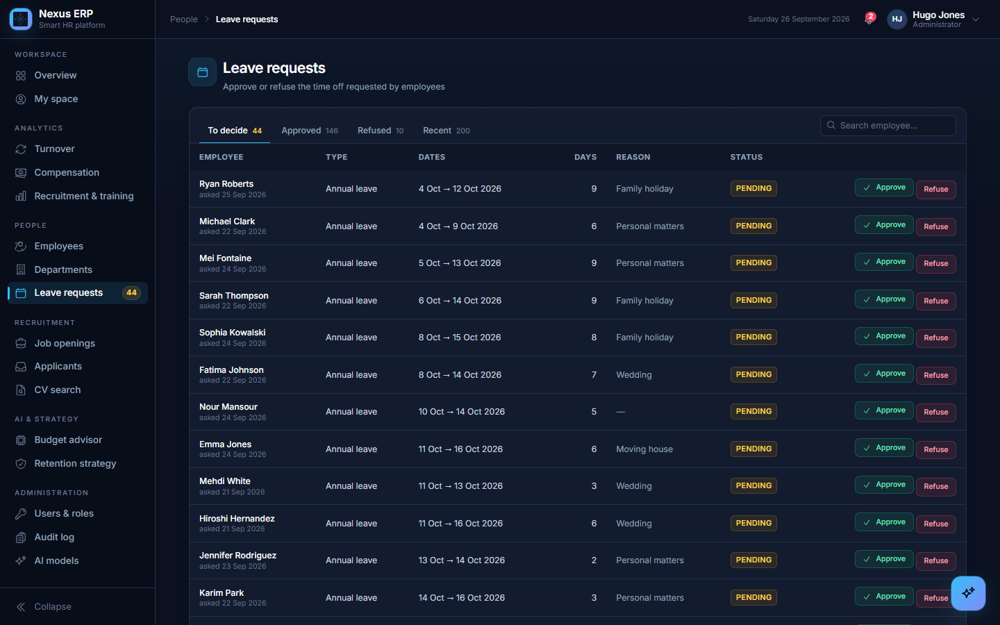 Nexus ERP
Smart HR platform
People > Leave requests
Saturday 26 September 2026
2
HJ
Hugo Jones
Administrator
WORKSPACE
Overview
My space
ANALYTICS
Turnover
Compensation
Recruitment & training
PEOPLE
Employees
Departments
Leave requests 44
RECRUITMENT
Job openings
Applicants
CV search
AI & STRATEGY
Budget advisor
Retention strategy
ADMINISTRATION
Users & roles
Audit log
AI models
Collapse
Leave requests
Approve or refuse the time off requested by employees
To decide 44 Approved 146 Refused 10 Recent 200
Search employee...
EMPLOYEE TYPE DATES DAYS REASON STATUS
Ryan Roberts Annual leave 4 Oct → 12 Oct 2026 9 Family holiday PENDING Approve Refuse
asked 25 Sep 2026
Michael Clark Annual leave 4 Oct → 9 Oct 2026 6 Personal matters PENDING Approve Refuse
asked 22 Sep 2026
Mei Fontaine Annual leave 5 Oct → 13 Oct 2026 9 Personal matters PENDING Approve Refuse
asked 24 Sep 2026
Sarah Thompson Annual leave 6 Oct → 14 Oct 2026 9 Family holiday PENDING Approve Refuse
asked 22 Sep 2026
Sophia Kowalski Annual leave 8 Oct → 15 Oct 2026 8 Family holiday PENDING Approve Refuse
asked 24 Sep 2026
Fatima Johnson Annual leave 8 Oct → 14 Oct 2026 7 Wedding PENDING Approve Refuse
asked 22 Sep 2026
Nour Mansour Annual leave 10 Oct → 14 Oct 2026 5 — PENDING Approve Refuse
asked 24 Sep 2026
Emma Jones Annual leave 11 Oct → 16 Oct 2026 6 Moving house PENDING Approve Refuse
asked 24 Sep 2026
Mehdi White Annual leave 11 Oct → 13 Oct 2026 3 Wedding PENDING Approve Refuse
asked 21 Sep 2026
Hiroshi Hernandez Annual leave 11 Oct → 16 Oct 2026 6 Wedding PENDING Approve Refuse
asked 21 Sep 2026
Jennifer Rodriguez Annual leave 13 Oct → 14 Oct 2026 2 Personal matters PENDING Approve Refuse
asked 23 Sep 2026
Karim Park Annual leave 14 Oct → 16 Oct 2026 3 Personal matters PENDING Approve Refuse
asked 22 Sep 2026